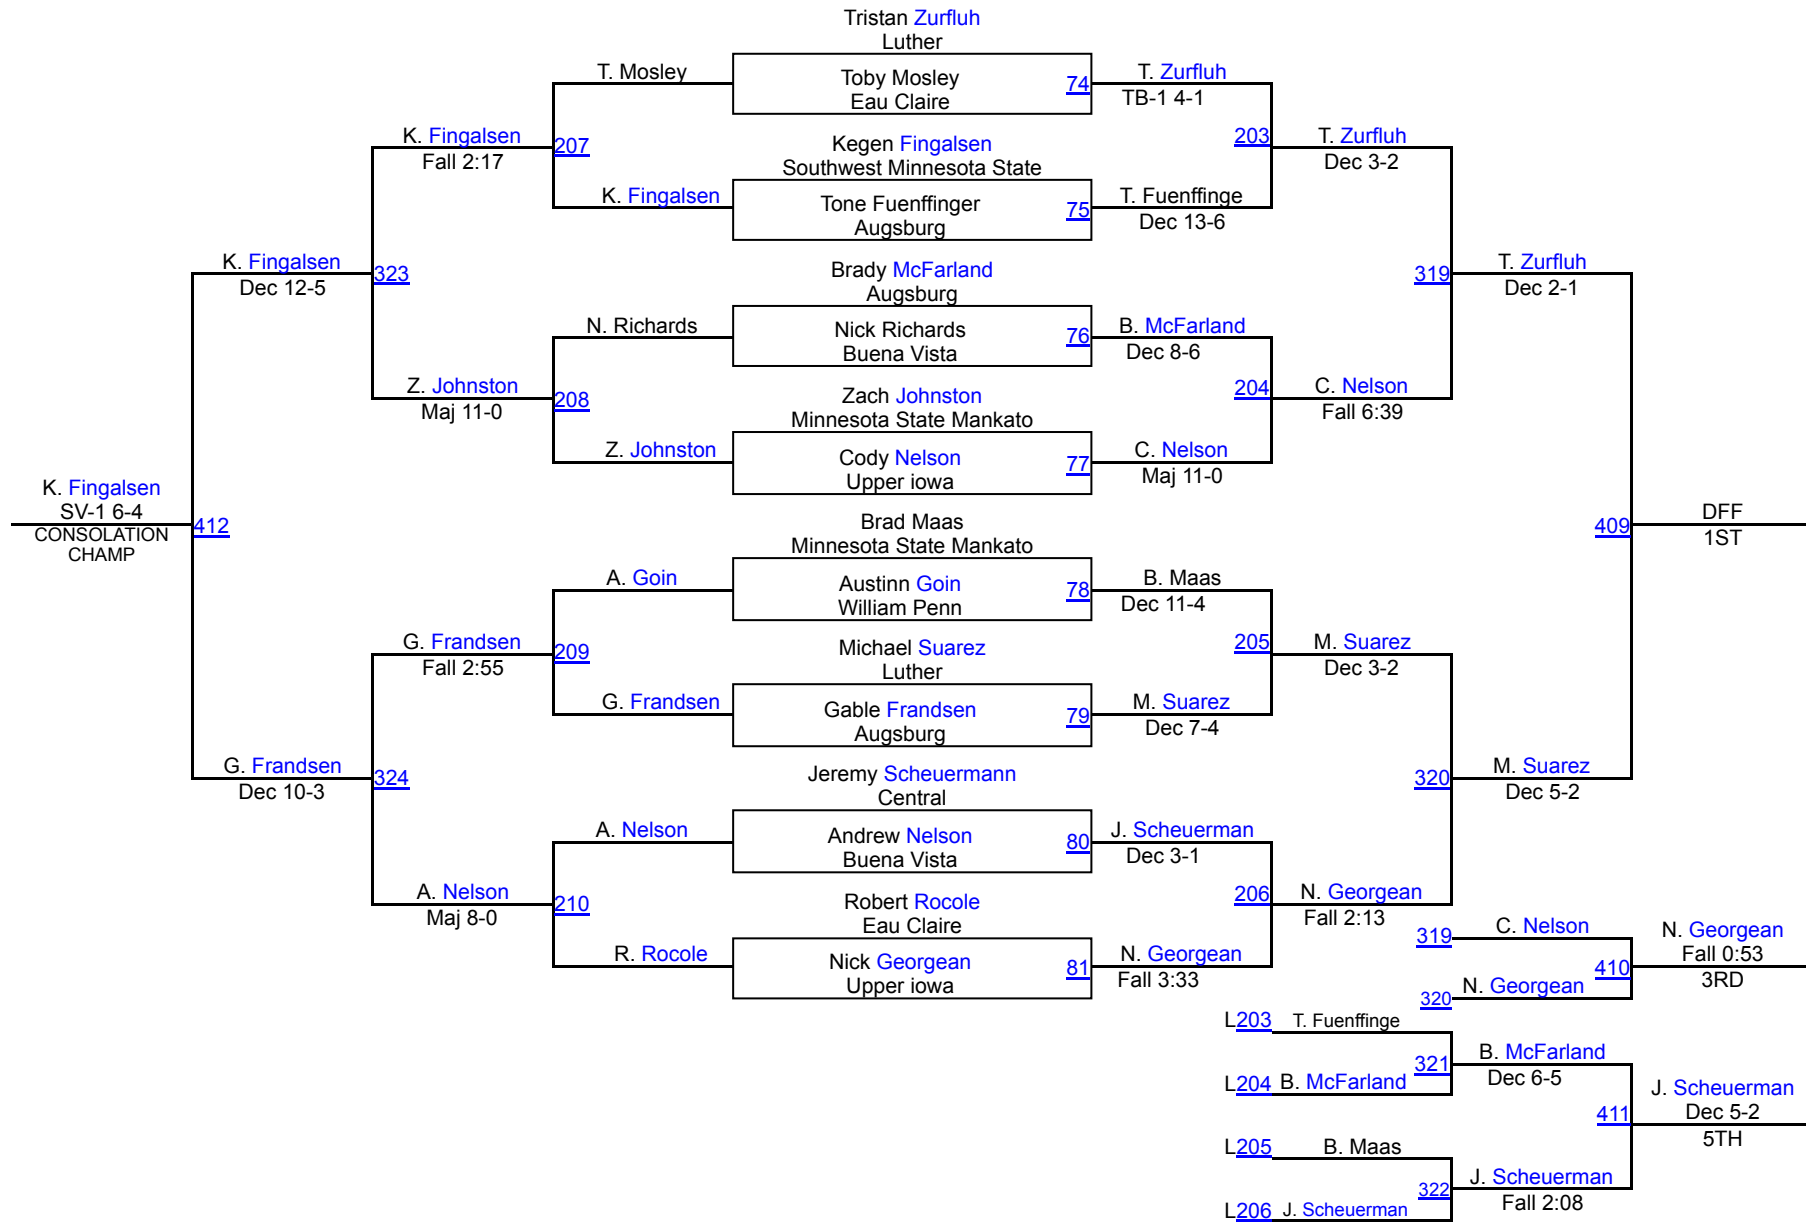 Tristan Zurfluh
Luther
T. Mosley
Toby Mosley
Eau Claire
74
T. Zurfluh
TB-1 4-1
K. Fingalsen
Fall 2:17
207
Kegen Fingalsen
Southwest Minnesota State
203
T. Zurfluh
Dec 3-2
K. Fingalsen
Tone Fuenffinger
Augsburg
75
T. Fuenffinge
Dec 13-6
K. Fingalsen
Dec 12-5
323
Brady McFarland
Augsburg
319
T. Zurfluh
Dec 2-1
N. Richards
Nick Richards
Buena Vista
76
B. McFarland
Dec 8-6
Z. Johnston
Maj 11-0
208
Zach Johnston
Minnesota State Mankato
204
C. Nelson
Fall 6:39
Z. Johnston
Cody Nelson
Upper iowa
77
C. Nelson
Maj 11-0
K. Fingalsen
SV-1 6-4
CONSOLATION
CHAMP
412
Brad Maas
Minnesota State Mankato
409
DFF
1ST
A. Goin
Austinn Goin
William Penn
78
B. Maas
Dec 11-4
G. Frandsen
Fall 2:55
209
Michael Suarez
Luther
205
M. Suarez
Dec 3-2
G. Frandsen
Gable Frandsen
Augsburg
79
M. Suarez
Dec 7-4
G. Frandsen
Dec 10-3
324
Jeremy Scheuermann
Central
320
M. Suarez
Dec 5-2
A. Nelson
Andrew Nelson
Buena Vista
80
J. Scheuerman
Dec 3-1
A. Nelson
Maj 8-0
210
Robert Rocole
Eau Claire
206
N. Georgean
Fall 2:13
R. Rocole
Nick Georgean
Upper iowa
81
N. Georgean
Fall 3:33
319
C. Nelson
320
N. Georgean
410
N. Georgean
Fall 0:53
3RD
L203
T. Fuenffinge
L204
B. McFarland
321
B. McFarland
Dec 6-5
411
J. Scheuerman
Dec 5-2
5TH
L205
B. Maas
L206
J. Scheuerman
322
J. Scheuerman
Fall 2:08